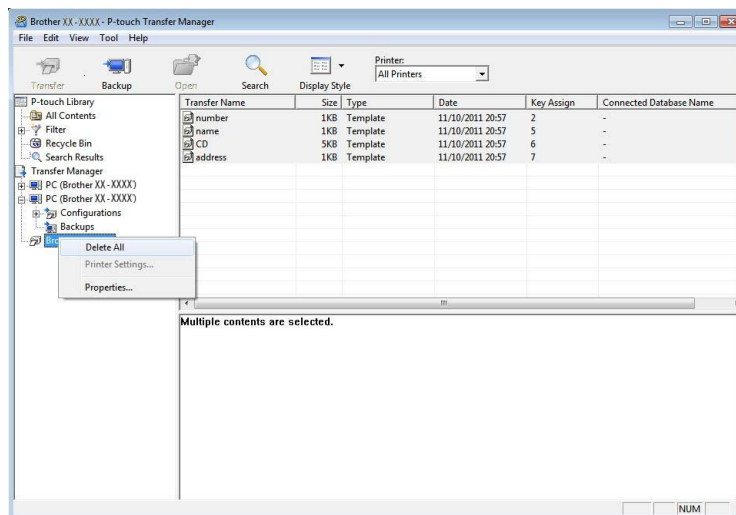 Brother XX-XXXX - P-touch Transfer Manager
File Edit View Tool Help
Transfer Backup Open Search Display Style
Printer:
All Printers
P-touch Library
All Contents
Filter
Recycle Bin
Search Results
Transfer Manager
PC (Brother XX-XXXX)
PC (Brother XX-XXXX)
Configurations
Backups
Delete All
Printer Settings...
Properties...
Transfer Name Size Type Date Key Assign Connected Database Name
number 1KB Template 11/10/2011 20:57 2 -
name 1KB Template 11/10/2011 20:57 5 -
CD 5KB Template 11/10/2011 20:57 6 -
address 1KB Template 11/10/2011 20:57 7 -
Multiple contents are selected.
NUM